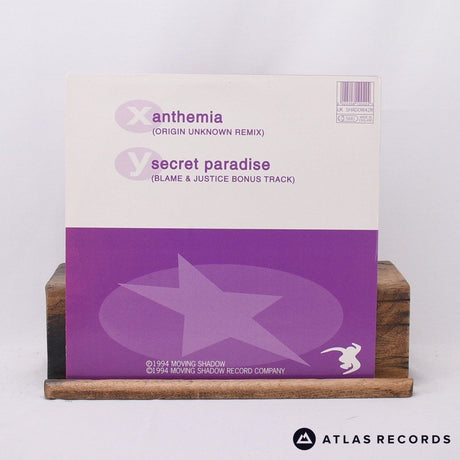 x anthemia
(ORIGIN UNKNOWN REMIX)
y secret paradise
(BLAME & JUSTICE BONUS TRACK)
℗1994 MOVING SHADOW
©1994 MOVING SHADOW RECORD COMPANY
ATLAS RECORDS